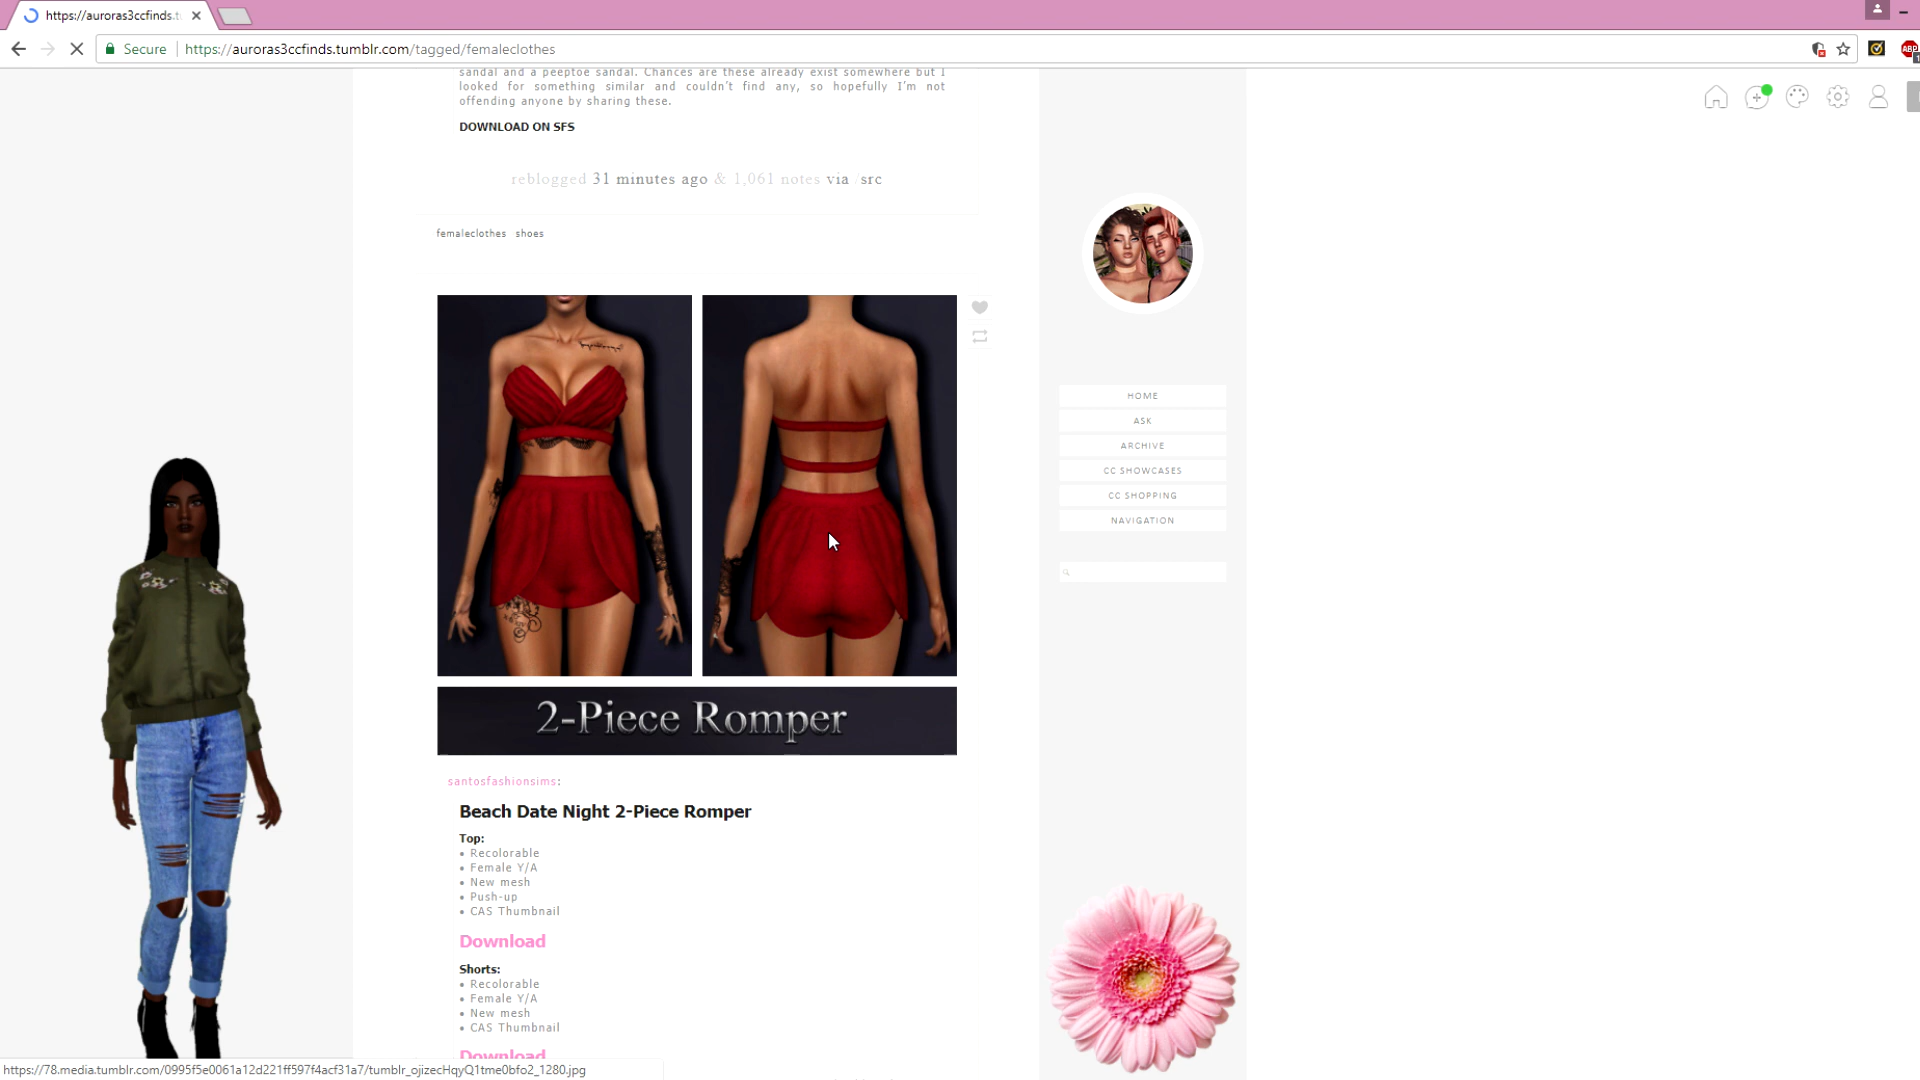 https://auroras3ccfinds.t
Secure
https://auroras3ccfinds.tumblr.com/tagged/femaleclothes
ABP
sandal and a peeptoe sandal. Chances are these already exist somewhere but I
looked for something similar and couldn't find any, so hopefully I'm not
offending anyone by sharing these.
DOWNLOAD ON SFS
reblogged 31 minutes ago & 1,061 notes via /src
femaleclothes shoes
2-Piece Romper
santosfashionsims:
Beach Date Night 2-Piece Romper
Top:
• Recolorable
• Female Y/A
• New mesh
• Push-up
• CAS Thumbnail
Download
Shorts:
• Recolorable
• Female Y/A
• New mesh
• CAS Thumbnail
Download
HOME
ASK
ARCHIVE
CC SHOWCASES
CC SHOPPING
NAVIGATION
https://78.media.tumblr.com/0995f5e0061a12d221ff597f4acf31a7/tumblr_ojizecHqyQ1tme0bfo2_1280.jpg